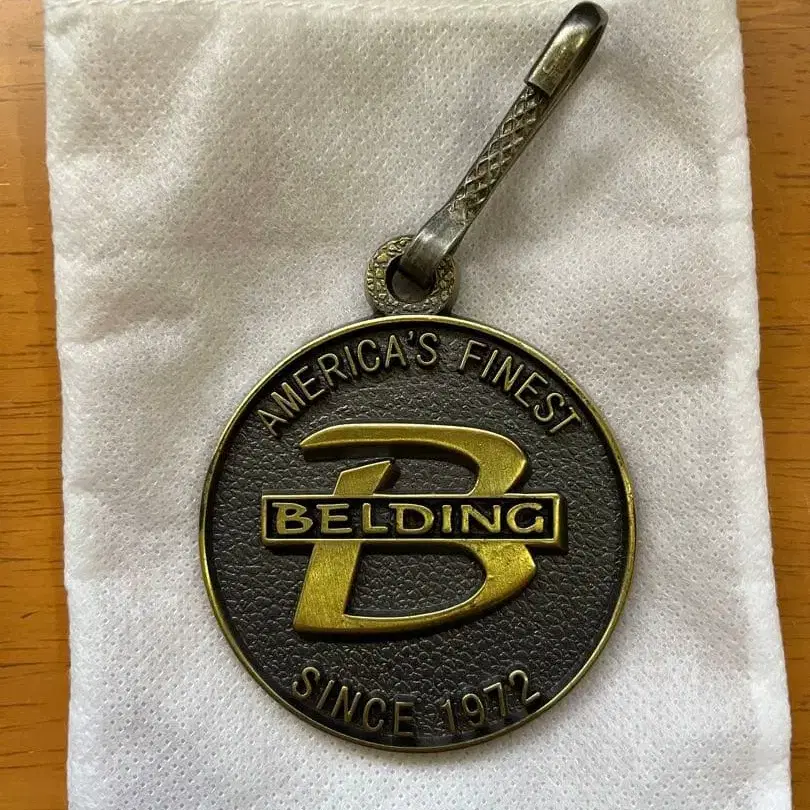 AMERICA'S FINEST
B
BELDING
SINCE 1972